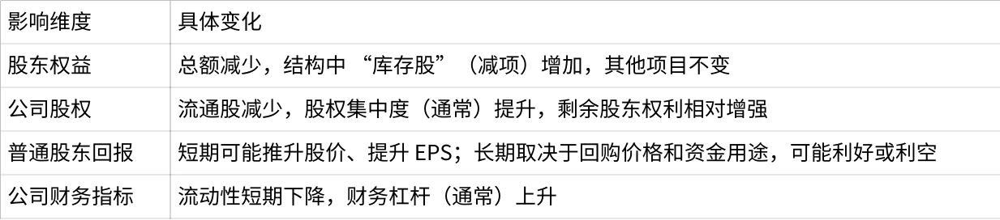 影响维度 具体变化
股东权益 总额减少，结构中 “库存股” （减项）增加，其他项目不变
公司股权 流通股减少，股权集中度（通常）提升，剩余股东权利相对增强
普通股东回报 短期可能推升股价、提升 EPS；长期取决于回购价格和资金用途，可能利好或利空
公司财务指标 流动性短期下降，财务杠杆（通常）上升